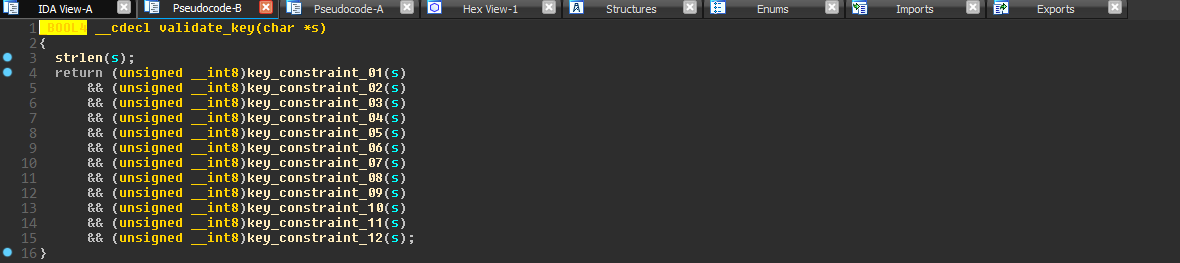 IDA View-A Pseudocode-B Pseudocode-A Hex View-1 Structures Enums Imports Exports
1 BOOL4 __cdecl validate_key(char *s)
2 {
3 strlen(s);
4 return (unsigned __int8)key_constraint_01(s)
5 && (unsigned __int8)key_constraint_02(s)
6 && (unsigned __int8)key_constraint_03(s)
7 && (unsigned __int8)key_constraint_04(s)
8 && (unsigned __int8)key_constraint_05(s)
9 && (unsigned __int8)key_constraint_06(s)
10 && (unsigned __int8)key_constraint_07(s)
11 && (unsigned __int8)key_constraint_08(s)
12 && (unsigned __int8)key_constraint_09(s)
13 && (unsigned __int8)key_constraint_10(s)
14 && (unsigned __int8)key_constraint_11(s)
15 && (unsigned __int8)key_constraint_12(s);
16 }